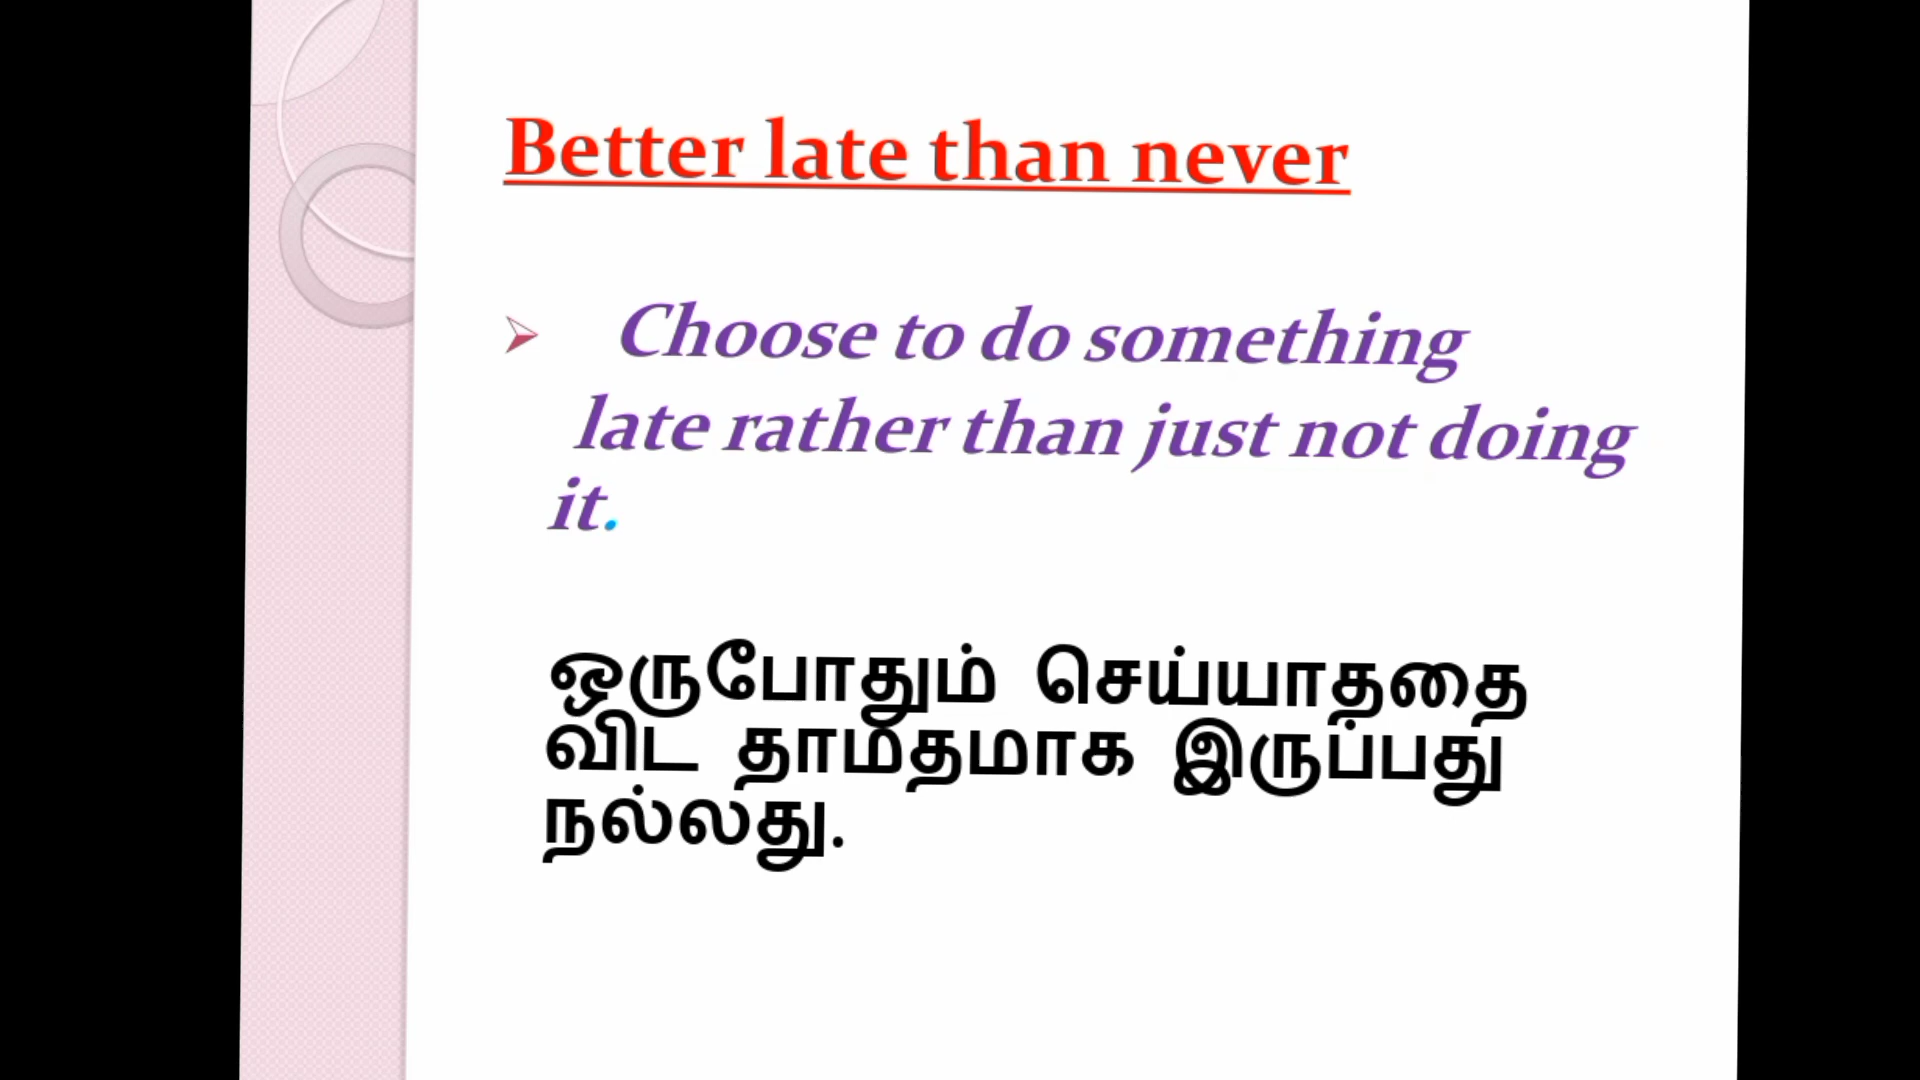 Better late than never
Choose to do something
late rather than just not doing
it.
ஒருபோதும் செய்யாததை
விட தாமதமாக இருப்பது
நல்லது.